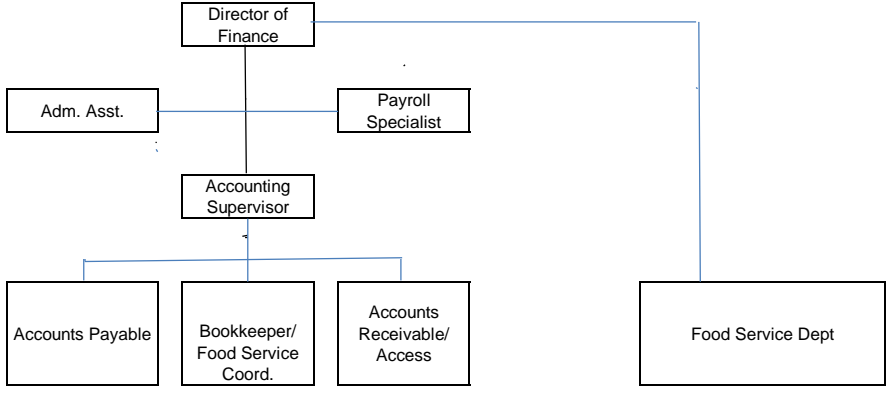 Director of
Finance
Adm. Asst.
Payroll
Specialist
Accounting
Supervisor
Accounts Payable
Bookkeeper/
Food Service
Coord.
Accounts
Receivable/
Access
Food Service Dept